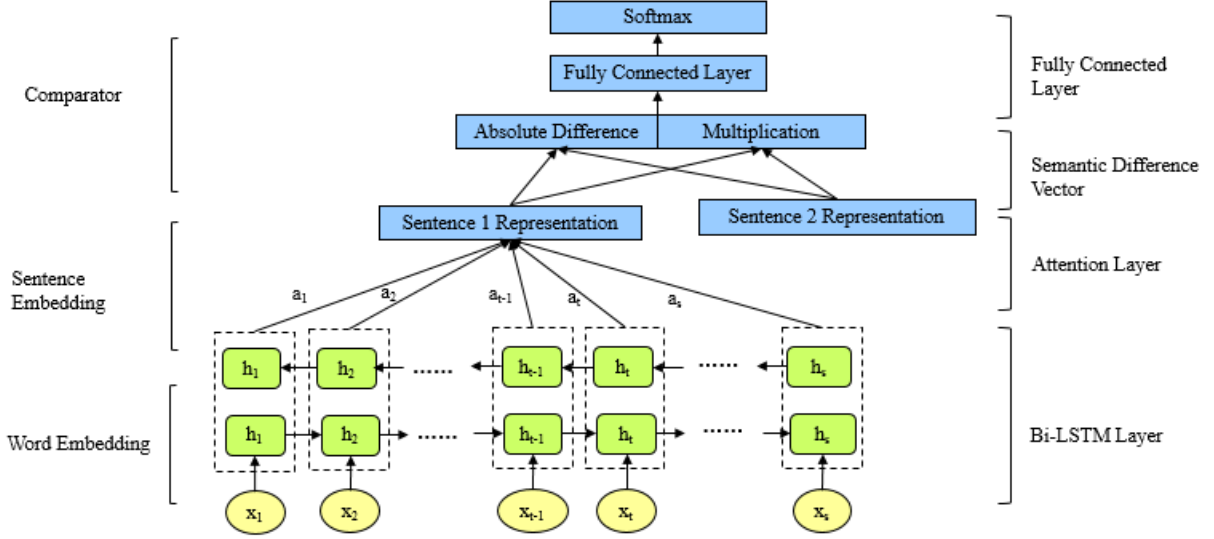 Softmax
Fully Connected Layer
Absolute Difference
Multiplication
Sentence 1 Representation
Sentence 2 Representation
Comparator
Sentence
Embedding
Word Embedding
Fully Connected
Layer
Semantic Difference
Vector
Attention Layer
Bi-LSTM Layer
a₁
a₂
aₜ₋₁
aₜ
aₛ
h₁
h₂
......
hₜ₋₁
hₜ
......
hₛ
h₁
h₂
......
hₜ₋₁
hₜ
......
hₛ
x₁
x₂
xₜ₋₁
xₜ
xₛ